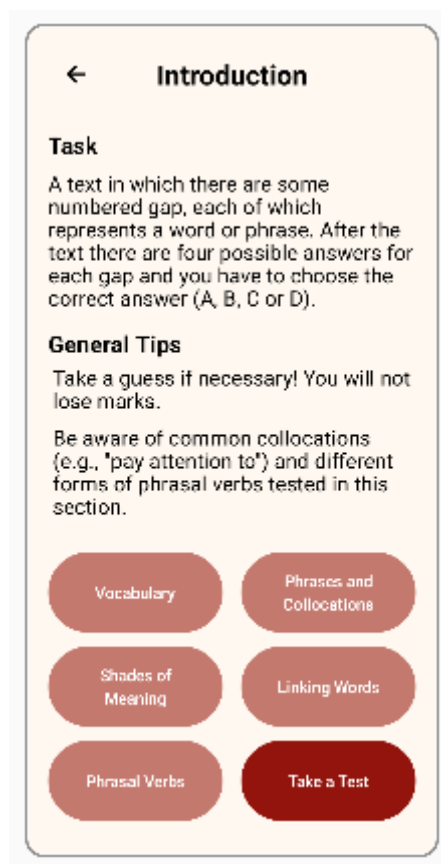 Introduction
Task
A text in which there are some
numbered gap, each of which
represents a word or phrase. After the
text there are four possible answers for
each gap and you have to choose the
correct answer (A, B, C or D).
General Tips
Take a guess if necessary! You will not
lose marks.
Be aware of common collocations
(e.g., "pay attention to") and different
forms of phrasal verbs tested in this
section.
Vocabulary
Phrases and
Collocations
Shades of
Meaning
Linking Words
Phrasal Verbs
Take a Test